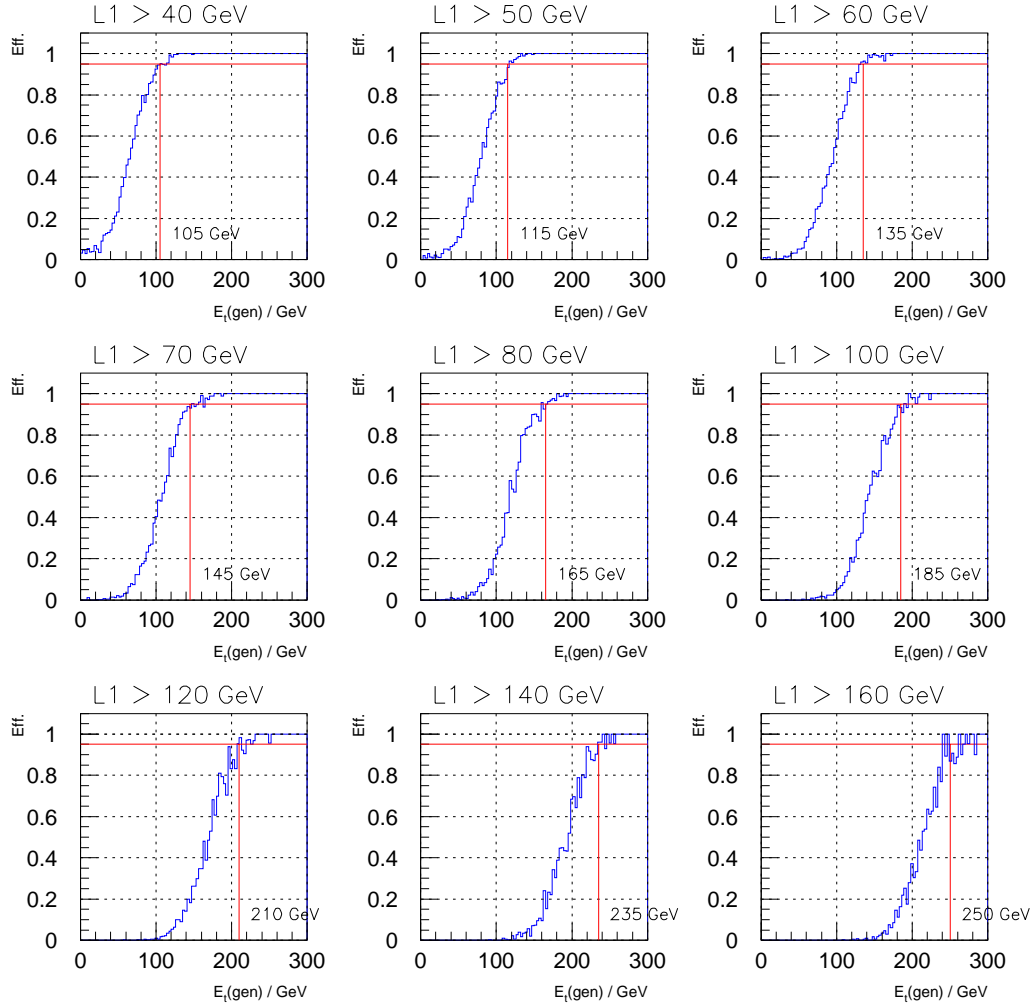 L1 > 40 GeV
Eff.
1
0.8
0.6
0.4
0.2
0
105 GeV
0 100 200 300
E_t(gen) / GeV
L1 > 50 GeV
Eff.
1
0.8
0.6
0.4
0.2
0
115 GeV
0 100 200 300
E_t(gen) / GeV
L1 > 60 GeV
Eff.
1
0.8
0.6
0.4
0.2
0
135 GeV
0 100 200 300
E_t(gen) / GeV
L1 > 70 GeV
Eff.
1
0.8
0.6
0.4
0.2
0
145 GeV
0 100 200 300
E_t(gen) / GeV
L1 > 80 GeV
Eff.
1
0.8
0.6
0.4
0.2
0
165 GeV
0 100 200 300
E_t(gen) / GeV
L1 > 100 GeV
Eff.
1
0.8
0.6
0.4
0.2
0
185 GeV
0 100 200 300
E_t(gen) / GeV
L1 > 120 GeV
Eff.
1
0.8
0.6
0.4
0.2
0
210 GeV
0 100 200 300
E_t(gen) / GeV
L1 > 140 GeV
Eff.
1
0.8
0.6
0.4
0.2
0
235 GeV
0 100 200 300
E_t(gen) / GeV
L1 > 160 GeV
Eff.
1
0.8
0.6
0.4
0.2
0
250 GeV
0 100 200 300
E_t(gen) / GeV